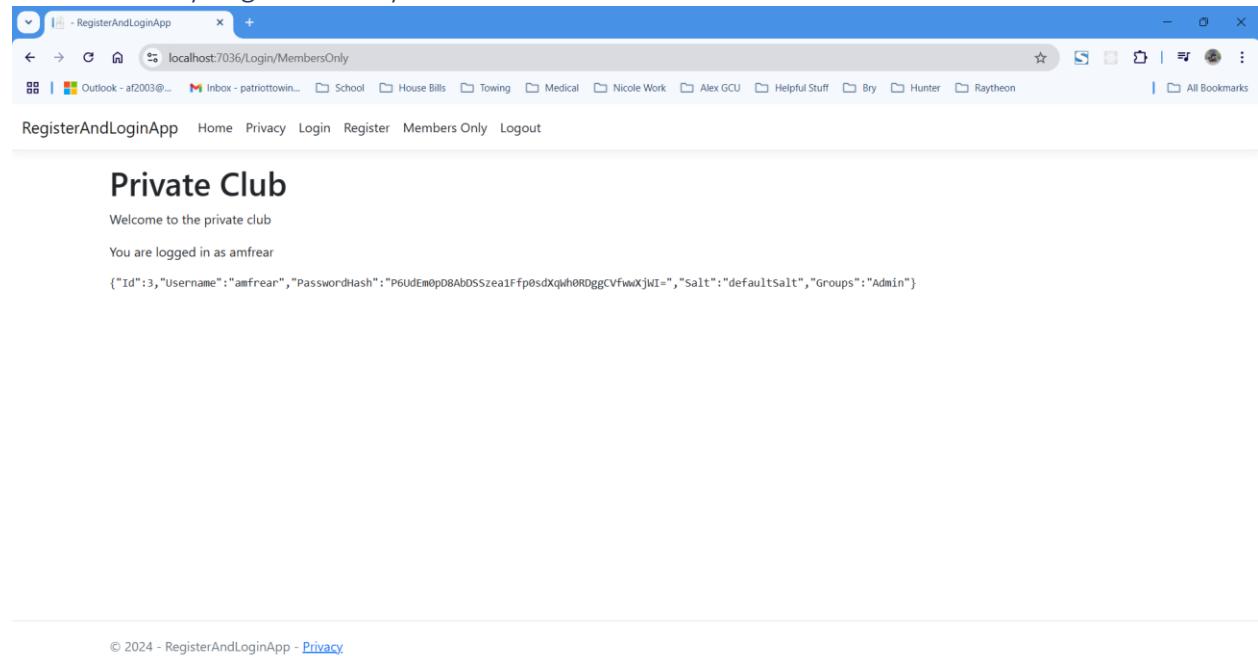 - RegisterAndLoginApp
localhost:7036/Login/MembersOnly
Outlook - af2003@... Inbox - patriottowin... School House Bills Towing Medical Nicole Work Alex GCU Helpful Stuff Bry Hunter Raytheon All Bookmarks
RegisterAndLoginApp Home Privacy Login Register Members Only Logout
Private Club
Welcome to the private club
You are logged in as amfrear
{"Id":3,"Username":"amfrear","PasswordHash":"P6UdEm0pD8AbDSSzea1Ffp0sdXqWh0RDggCVfwwXjWI=","Salt":"defaultSalt","Groups":"Admin"}
© 2024 - RegisterAndLoginApp - Privacy